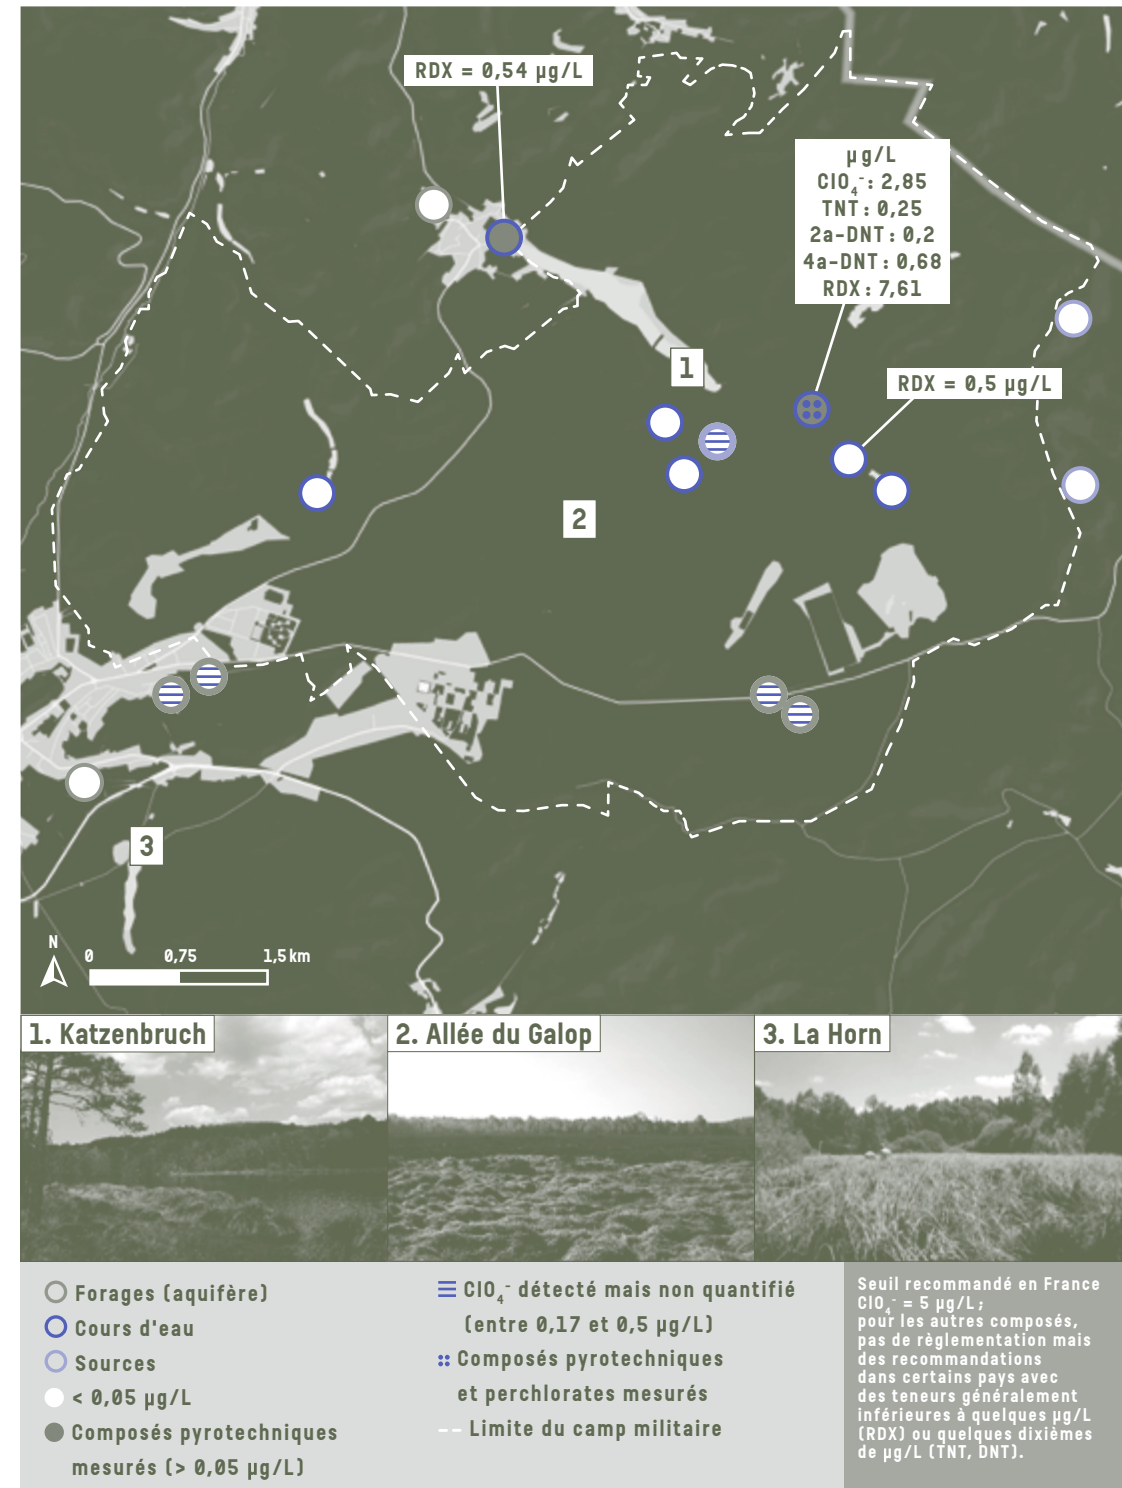 RDX = 0,54 µg/L
µg/L
ClO₄⁻ : 2,85
TNT : 0,25
2a-DNT : 0,2
4a-DNT : 0,68
RDX : 7,61
RDX = 0,5 µg/L
1
2
3
N
0 0,75 1,5 km
1. Katzenbruch
2. Allée du Galop
3. La Horn
Forages (aquifère)
Cours d'eau
Sources
< 0,05 µg/L
Composés pyrotechniques
mesurés (> 0,05 µg/L)
ClO₄⁻ détecté mais non quantifié
(entre 0,17 et 0,5 µg/L)
Composés pyrotechniques
et perchlorates mesurés
Limite du camp militaire
Seuil recommandé en France
ClO₄⁻ = 5 µg/L ;
pour les autres composés,
pas de règlementation mais
des recommandations
dans certains pays avec
des teneurs généralement
inférieures à quelques µg/L
(RDX) ou quelques dixièmes
de µg/L (TNT, DNT).